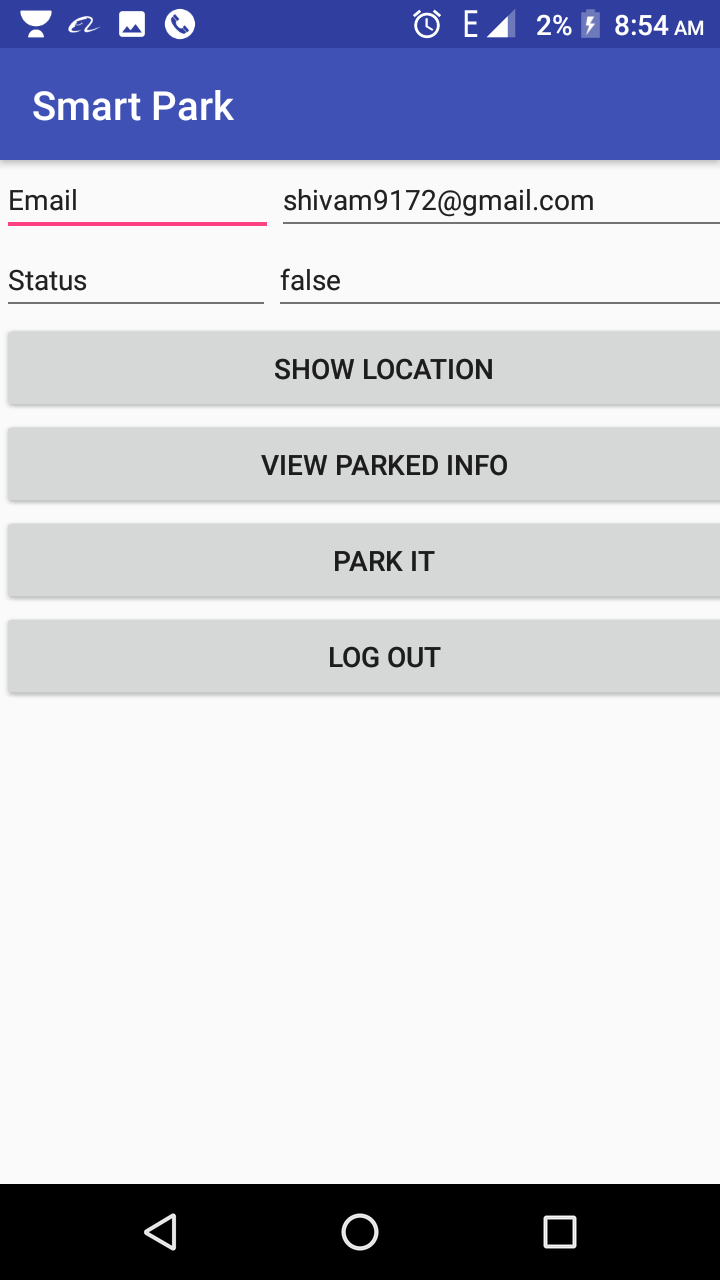 E 2% 8:54 AM
Smart Park
Email shivam9172@gmail.com
Status false
SHOW LOCATION
VIEW PARKED INFO
PARK IT
LOG OUT